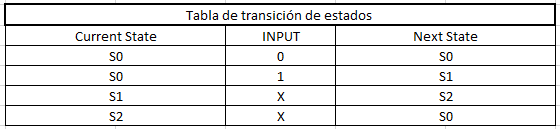 Tabla de transición de estados
Current State INPUT Next State
S0 0 S0
S0 1 S1
S1 X S2
S2 X S0